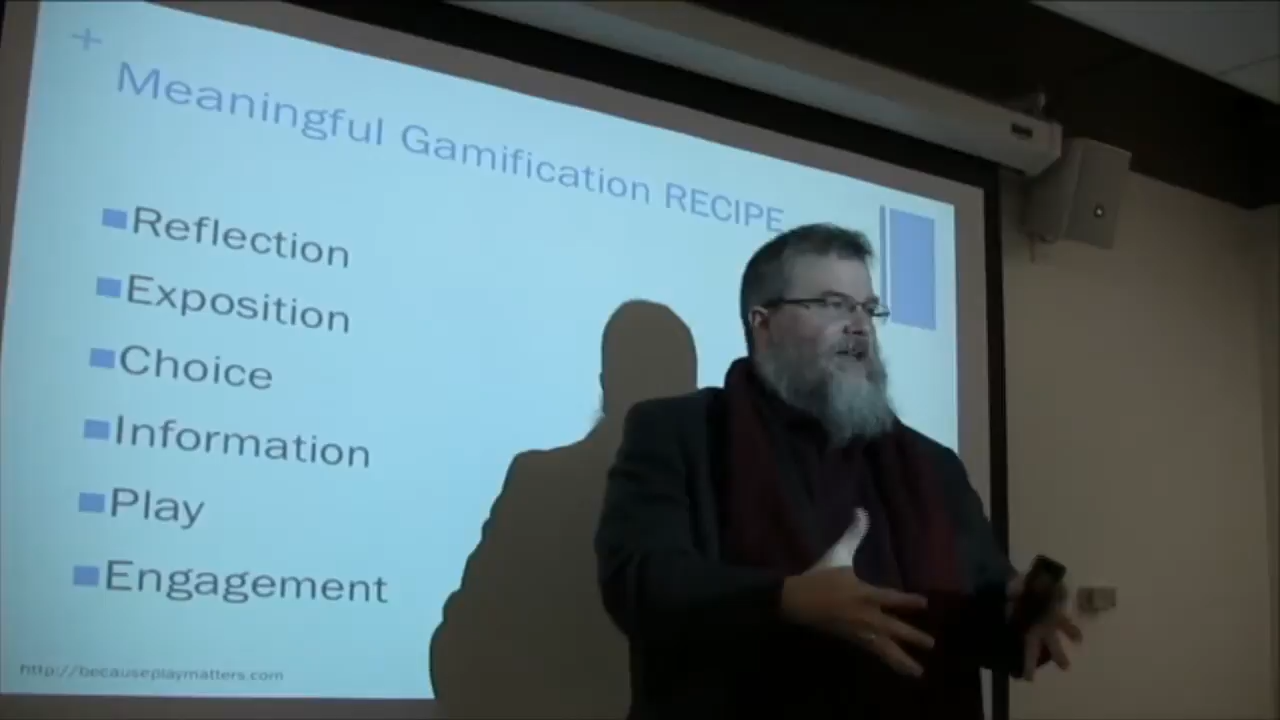 +
Meaningful Gamification RECIPE
Reflection
Exposition
Choice
Information
Play
Engagement
http://becauseplaymatters.com